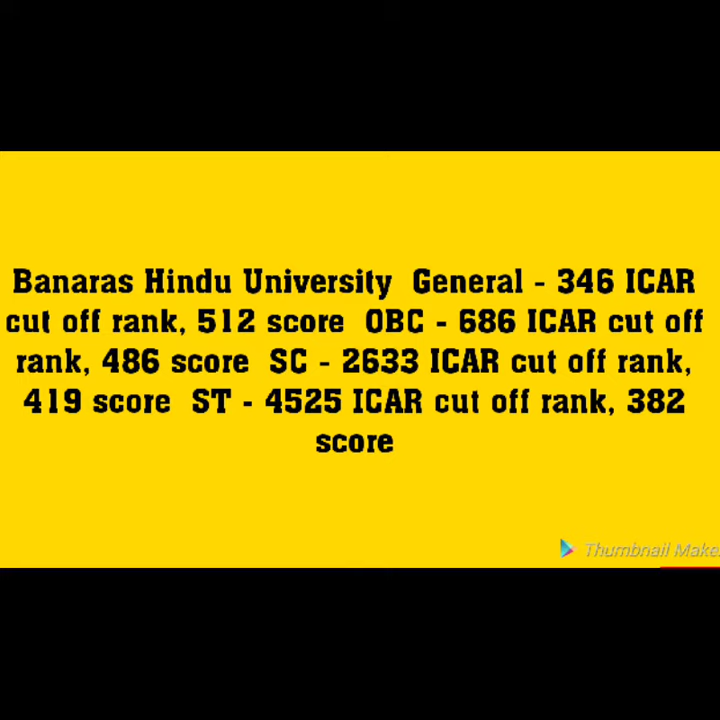 Banaras Hindu University General - 346 ICAR
cut off rank, 512 score OBC - 686 ICAR cut off
rank, 486 score SC - 2633 ICAR cut off rank,
419 score ST - 4525 ICAR cut off rank, 382
score
Thumbnail Make